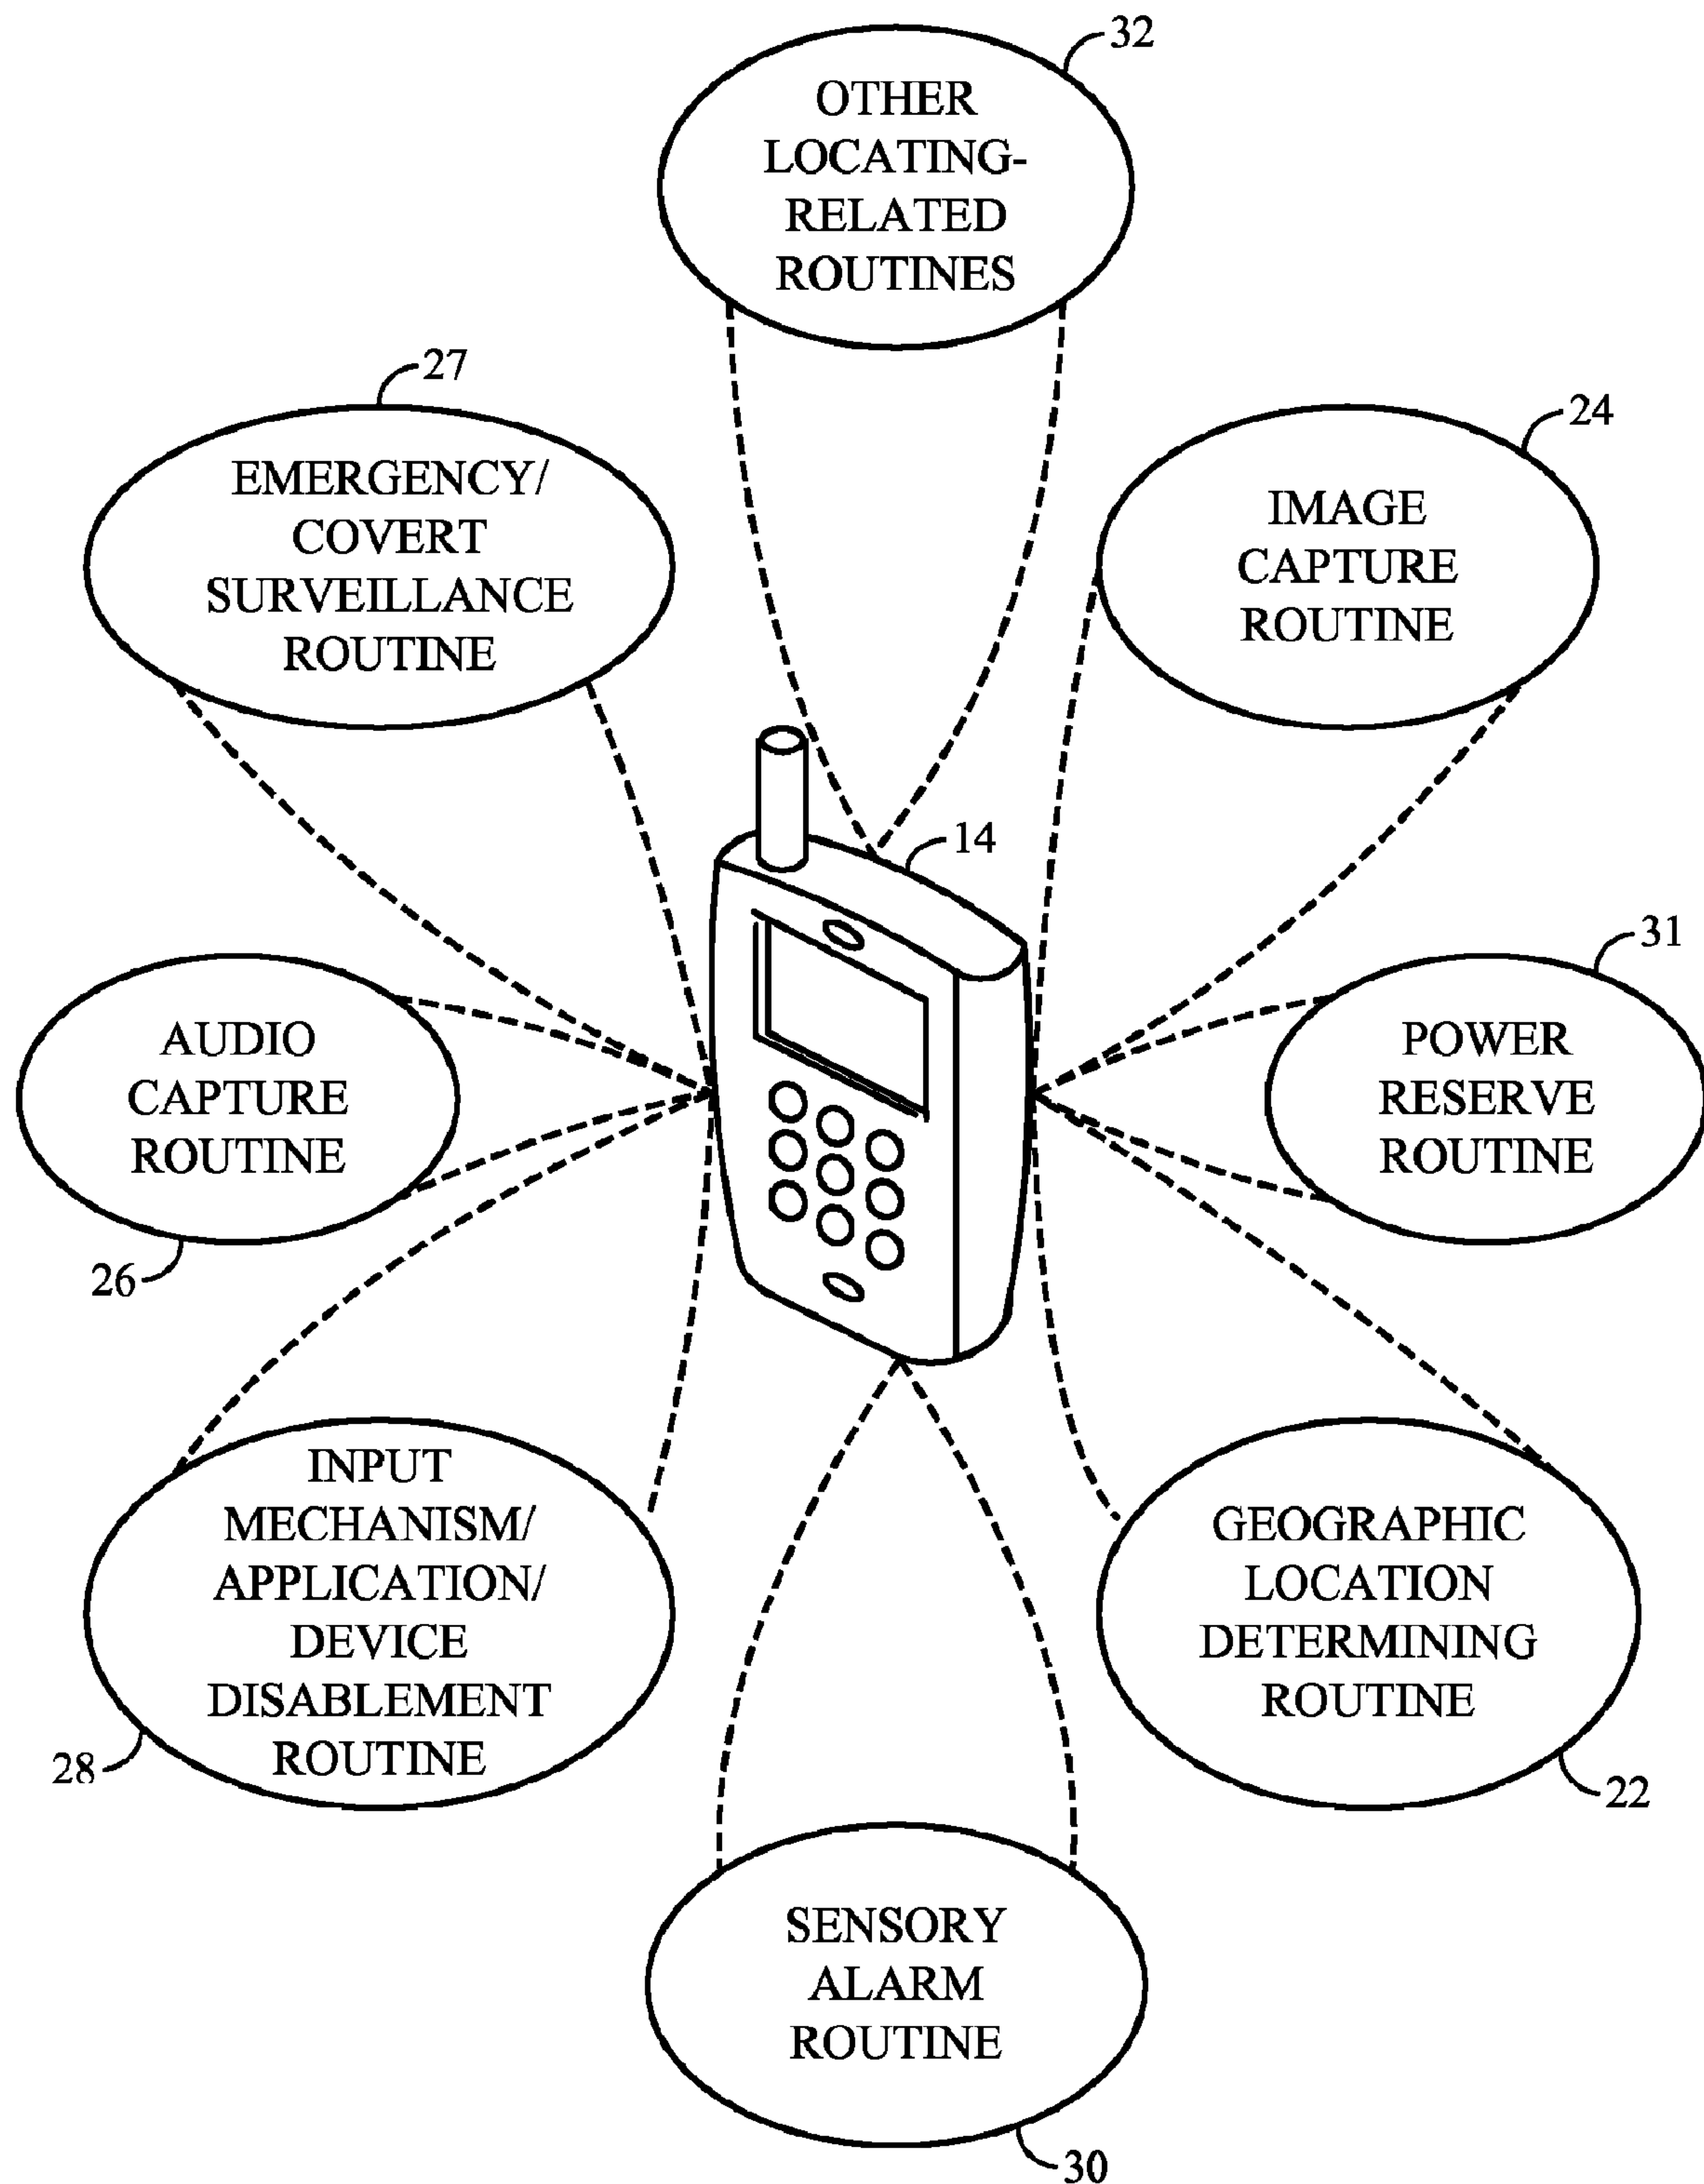 32
OTHER
LOCATING-
RELATED
ROUTINES
27
EMERGENCY/
COVERT
SURVEILLANCE
ROUTINE
24
IMAGE
CAPTURE
ROUTINE
14
31
AUDIO
CAPTURE
ROUTINE
26
POWER
RESERVE
ROUTINE
INPUT
MECHANISM/
APPLICATION/
DEVICE
DISABLEMENT
ROUTINE
28
GEOGRAPHIC
LOCATION
DETERMINING
ROUTINE
22
SENSORY
ALARM
ROUTINE
30